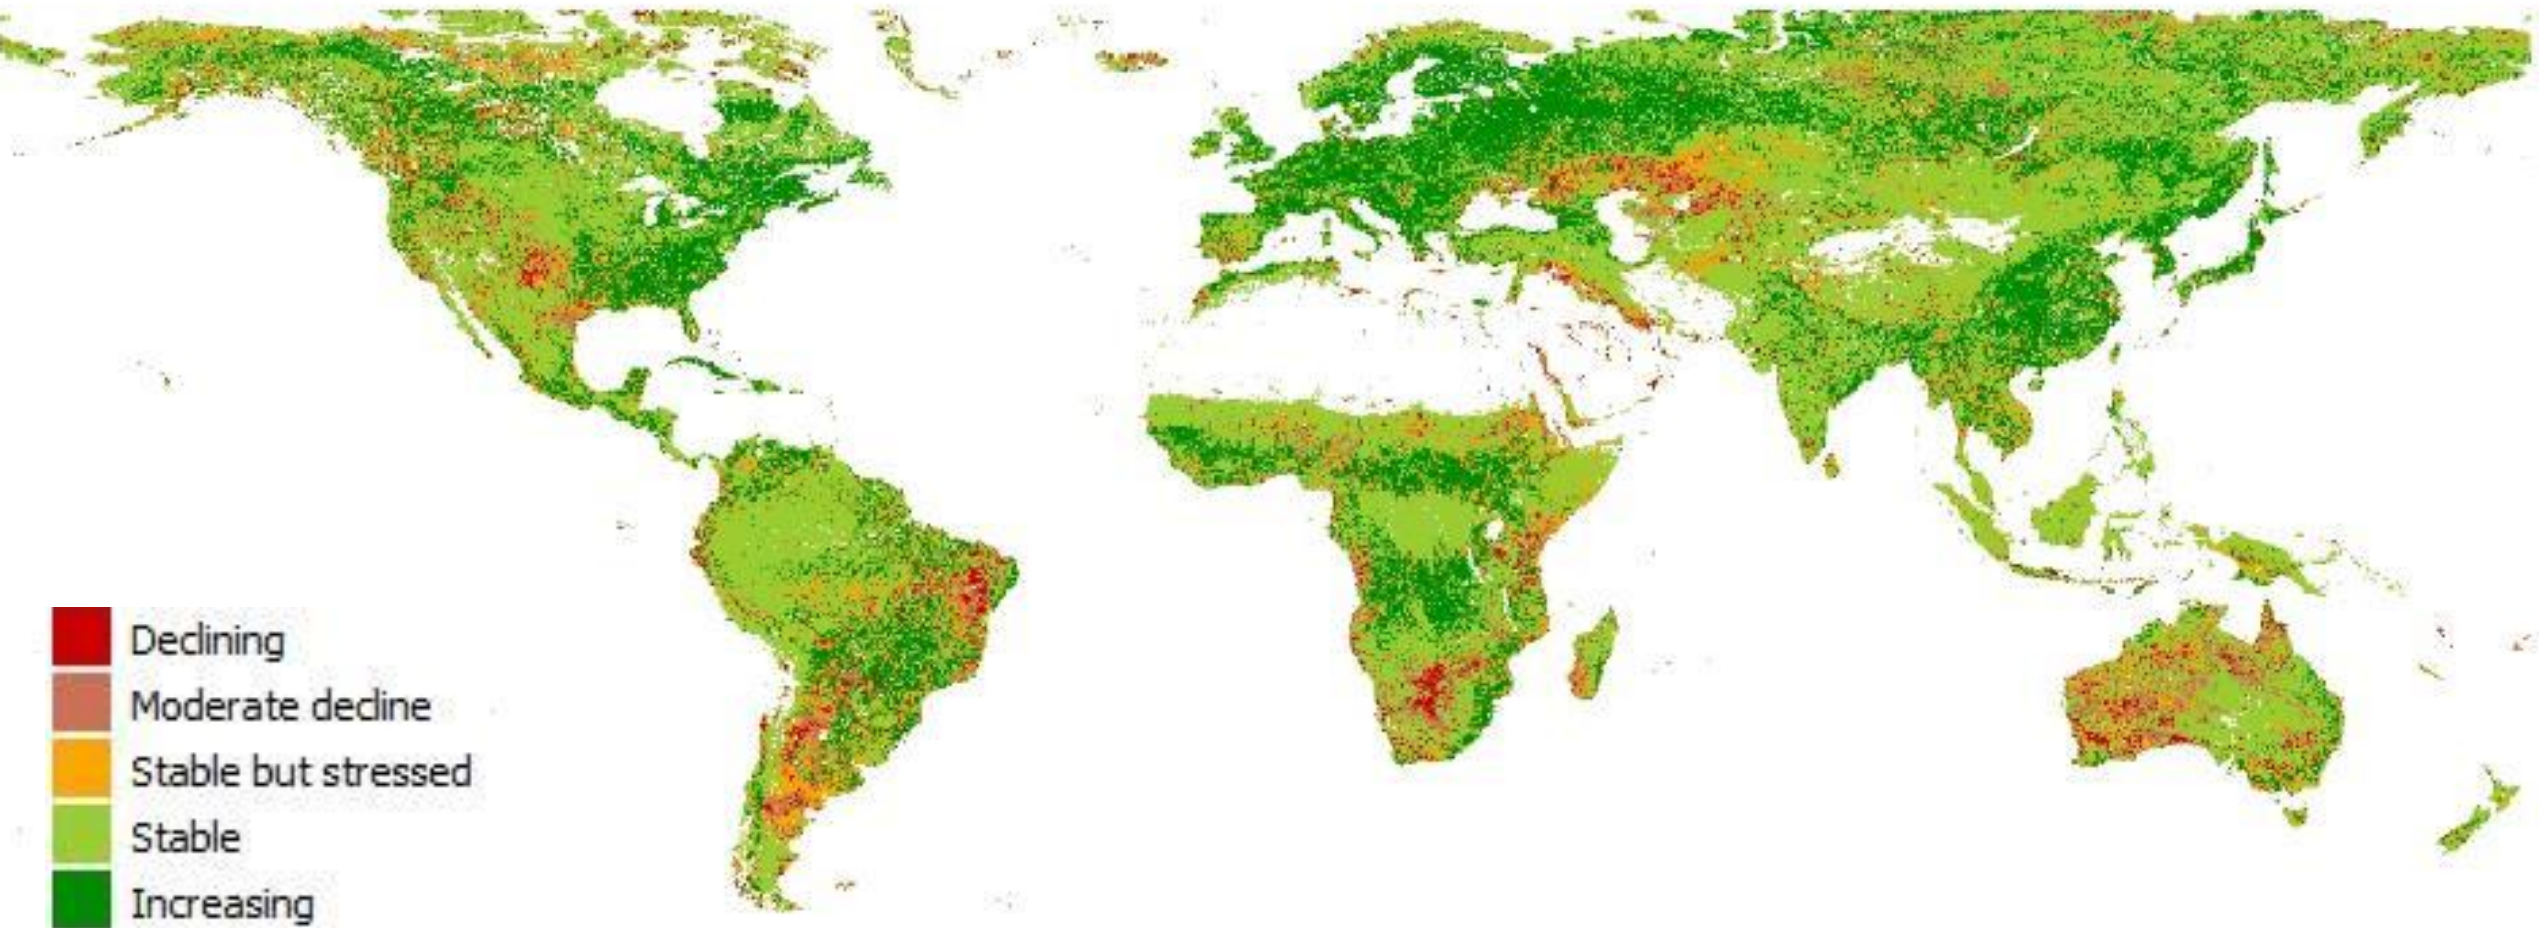 Declining
Moderate decline
Stable but stressed
Stable
Increasing